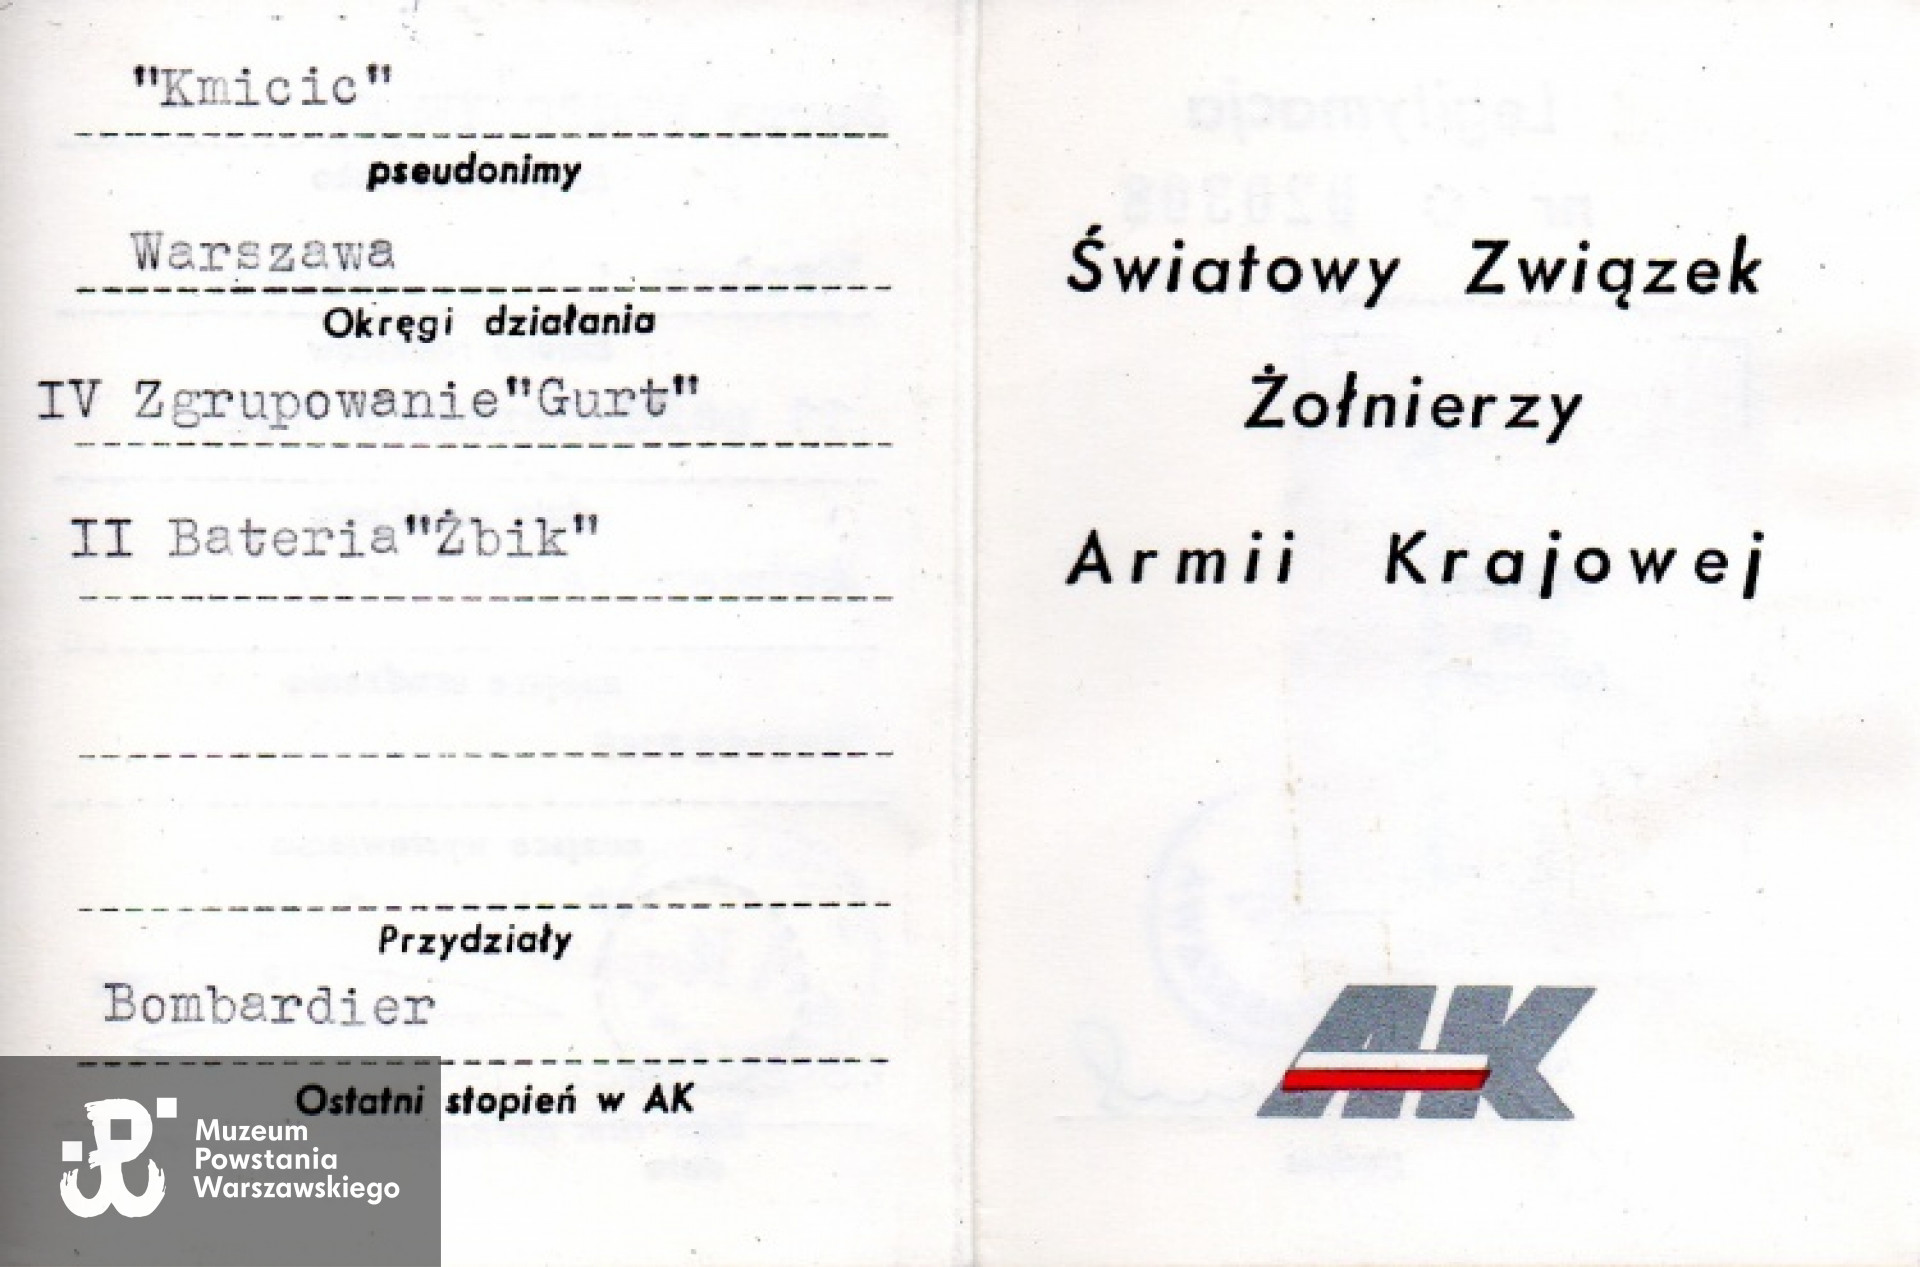 "Kmicic"
pseudonimy
Warszawa
Okręgi działania
IV Zgrupowanie"Gurt"
II Bateria"Żbik"
Przydziały
Bombardier
Ostatni stopień w AK
Muzeum
Powstania
Warszawskiego
Światowy Związek
Żołnierzy
Armii Krajowej
AK